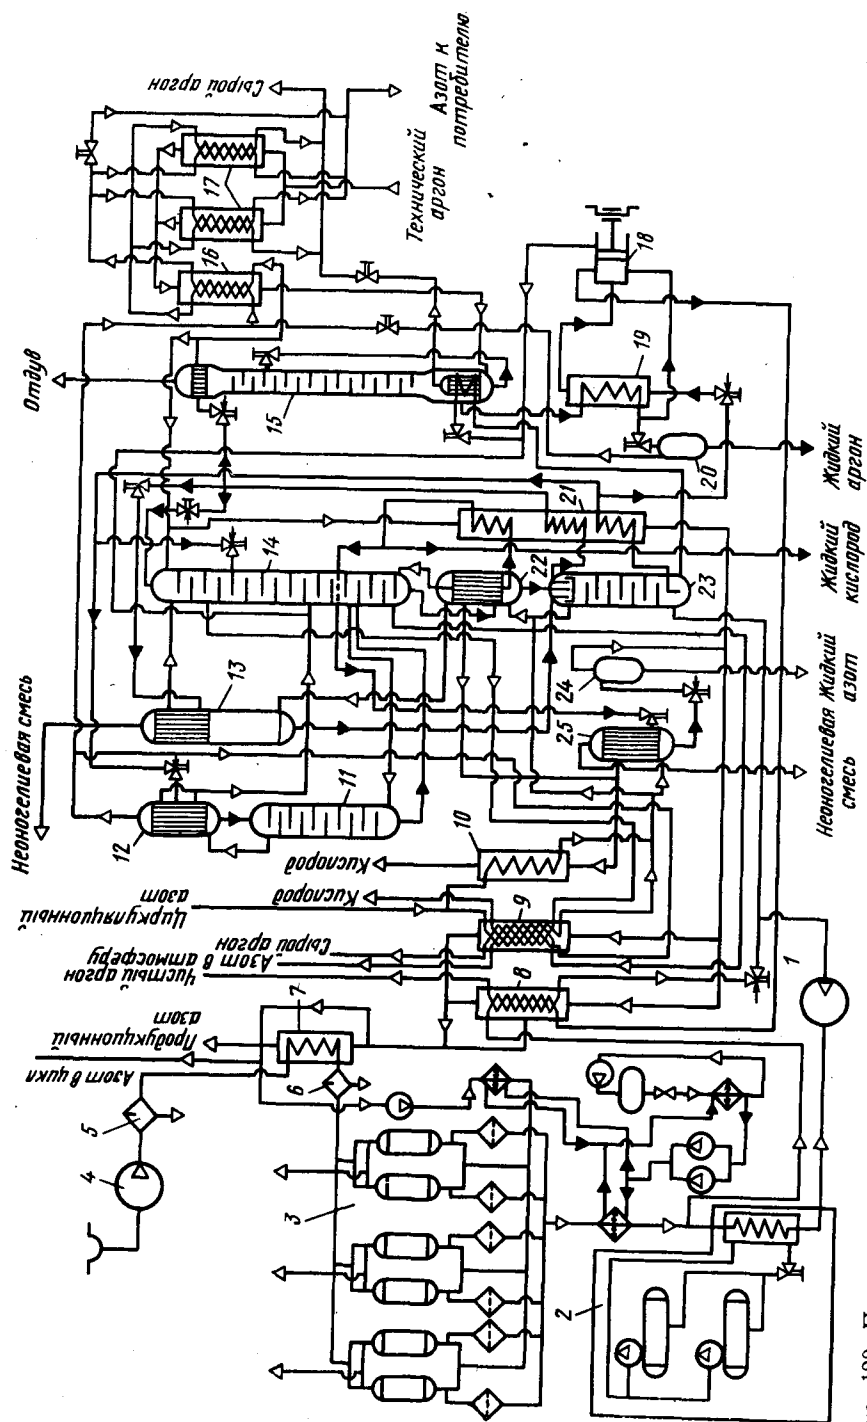 Сырой аргон
Азот к
потребителю
Технический
аргон
17
16
18
Отдув
15
19
20
Жидкий
аргон
21
14
22
23
Жидкий
кислород
Неоногелиевая смесь
13
12
11
24
25
Жидкий
азот
Неоногелиевая
смесь
10
Кислород
Кислород
Циркуляционный
азот
9
Сырой аргон
Азот в атмосферу
Чистый аргон
8
7
1
Продукционный
азот
Азот в цикл
6
5
4
3
2
190. П